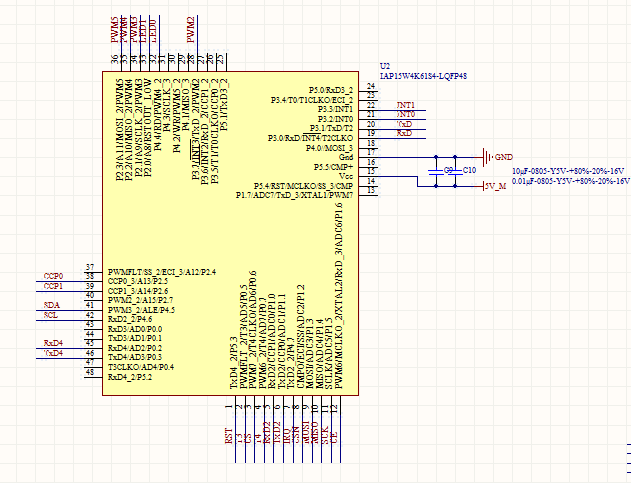 PWM5
PWM4
PWM3
LED1
LED0
PWM2
36
35
34
33
32
31
30
29
28
27
26
25
U2
IAP15W4K61S4-LQFP48
P2.3/A11/MOSI_2/PWM5
P2.2/A10/MISO_2/PWM4
P2.1/A9/SCLK_2/PWM3
P2.0/A8/RSTOUT_LOW
P4.4/RD/PWM4_2
P4.3/SCLK_3
P4.2/WR/PWM5_2
P4.1/MISO_3
P3.7/INT3/TxD_2/PWM2
P3.6/INT2/RxD_2/CCP1_2
P3.5/T1/T0CLKO/CCP0_2
P3.1/TxD3_2
P5.0/RxD3_2 24
P3.4/T0/T1CLKO/ECI_2 23
P3.3/INT1 22 INT1
P3.2/INT0 21 INT0
P3.1/TxD/T2 20 TxD
P3.0/RxD/INT4/T2CLKO 19 RxD
P4.0//MOSI_3 18
Gnd 17 GND
P5.5/CMP+ 16
Vcc 15 C9 C10 10μF-0805-Y5V-+80%-20%-16V
P5.4/RST/MCLKO/SS_3/CMP 14 5V_M 0.01μF-0805-Y5V-+80%-20%-16V
P1.7/ADC7/TxD_3/XTAL1/PWM7 13
37 PWMFLT/SS_2/ECI_3/A12/P2.4
CCP0 38 CCP0_3/A13/P2.5
CCP1 39 CCP1_3/A14/P2.6
40 PWM2_2/A15/P2.7
SDA 41 PWM3_2/ALE/P4.5
SCL 42 RxD2_2/P4.6
43 RxD3/AD0/P0.0
44 TxD3/AD1/P0.1
RxD4 45 RxD4/AD2/P0.2
TxD4 46 TxD4/AD3/P0.3
47 T3CLKO/AD4/P0.4
48 RxD4_2/P5.2
TxD4_2/P5.3
PWMFLT_2/T3/AD5/P0.5
PWM7_2/T4CLKO/AD6/P0.6
PWM6_2/T4/AD7/P0.7
RxD2/CCP1/ADC0/P1.0
TxD2/CCP0/ADC1/P1.1
TxD2_2/P4.7
CMPO/ECI/SS/ADC2/P1.2
MOSI/ADC3/P1.3
MISO/ADC4/P1.4
SCLK/ADC5/P1.5
PWM6/MCLKO_2/XTAL2/RxD_3/ADC6/P1.6
1
2
3
4
5
6
7
8
9
10
11
12
RST
T3
CS
T4
RxD2
TxD2
IRQ
CSN
MOSI
MISO
SCK
CE